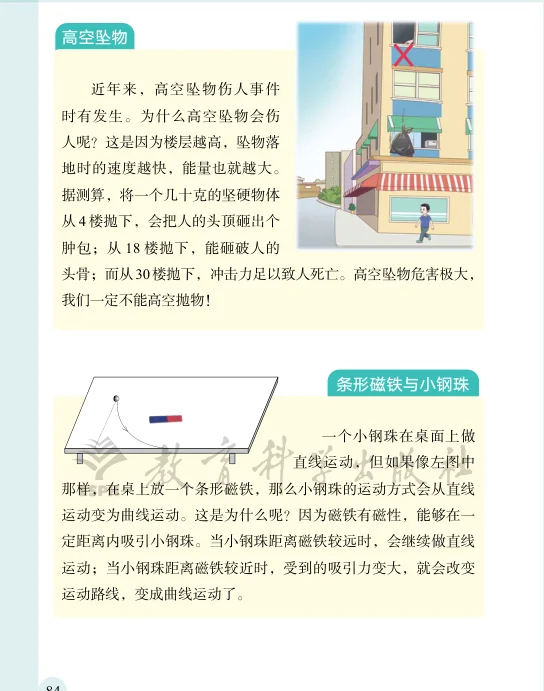 高空坠物
近年来，高空坠物伤人事件
时有发生。为什么高空坠物会伤
人呢？这是因为楼层越高，坠物落
地时的速度越快，能量也就越大。
据测算，将一个几十克的坚硬物体
从4楼抛下，会把人的头顶砸出个
肿包；从18楼抛下，能砸破人的
头骨；而从30楼抛下，冲击力足以致人死亡。高空坠物危害极大，
我们一定不能高空抛物！
条形磁铁与小钢珠
一个小钢珠在桌面上做
直线运动，但如果像左图中
那样，在桌上放一个条形磁铁，那么小钢珠的运动方式会从直线
运动变为曲线运动。这是为什么呢？因为磁铁有磁性，能够在一
定距离内吸引小钢珠。当小钢珠距离磁铁较远时，会继续做直线
运动；当小钢珠距离磁铁较近时，受到的吸引力变大，就会改变
运动路线，变成曲线运动了。
教育科学出版社
84